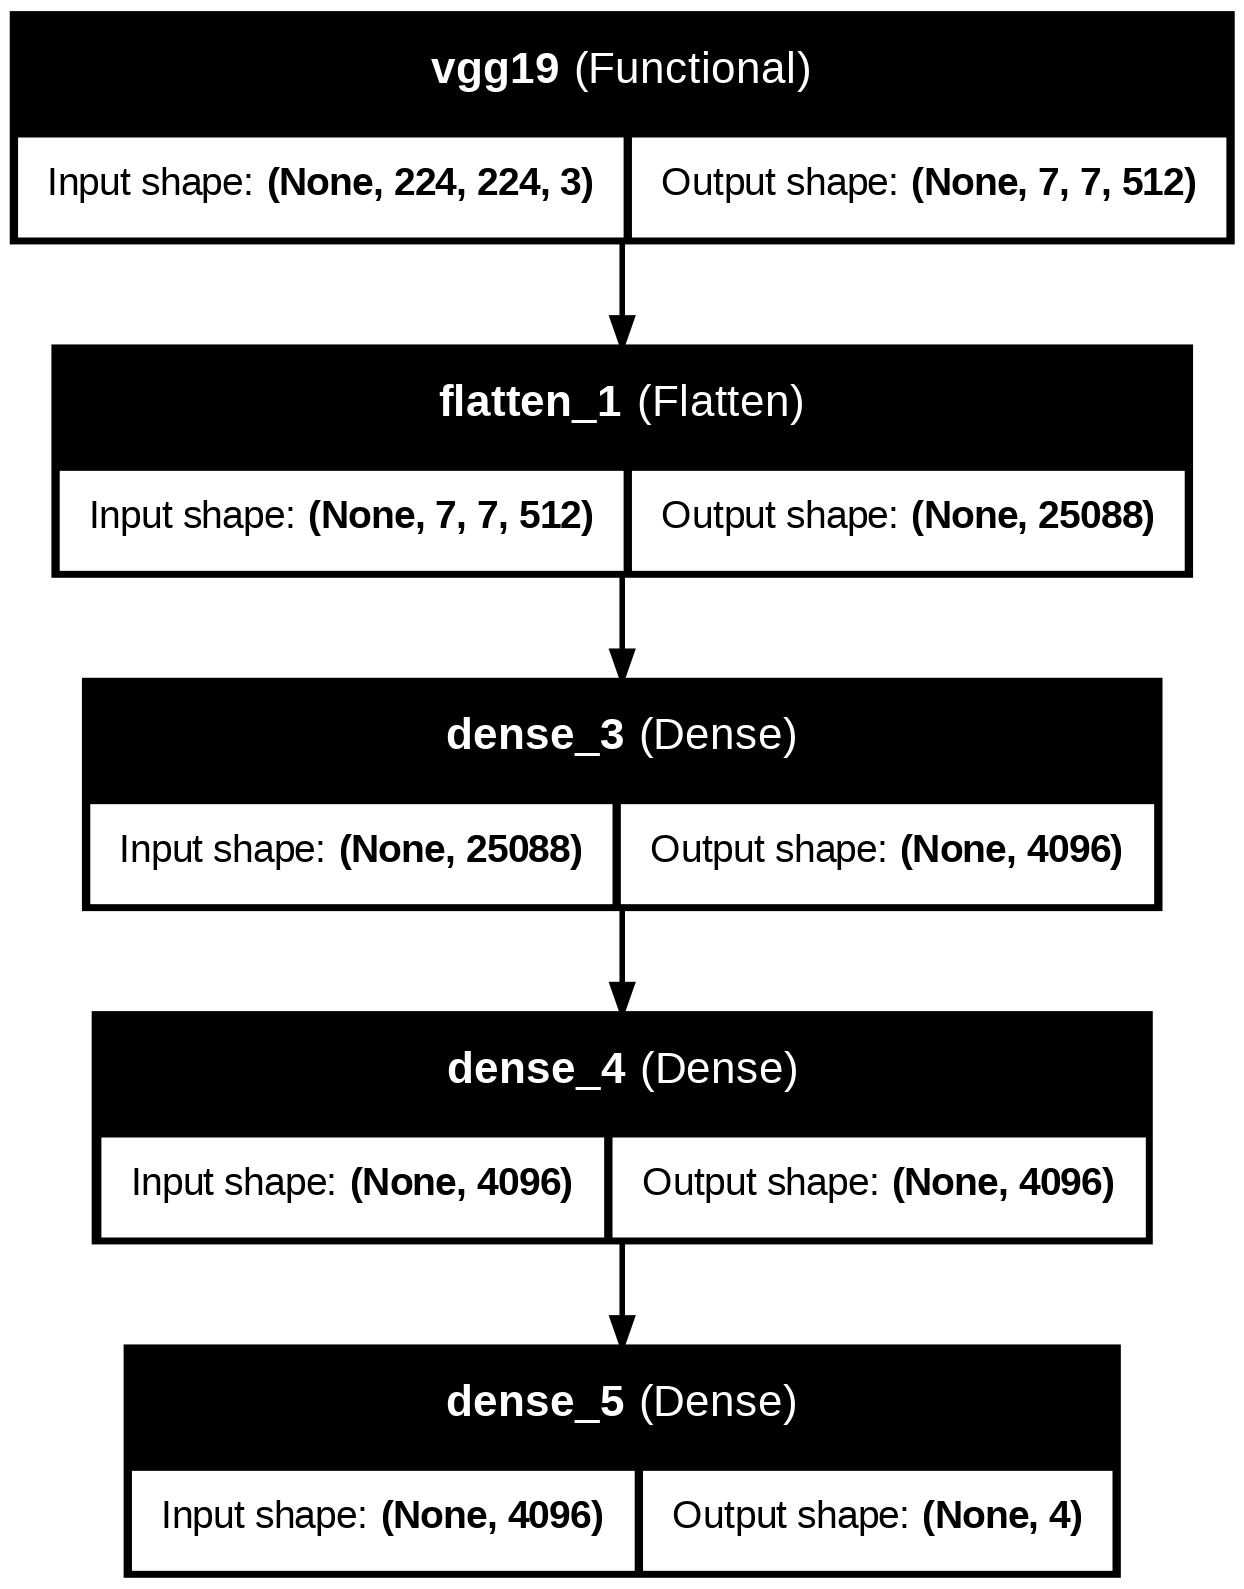 vgg19 (Functional)
Input shape: (None, 224, 224, 3) Output shape: (None, 7, 7, 512)
flatten_1 (Flatten)
Input shape: (None, 7, 7, 512) Output shape: (None, 25088)
dense_3 (Dense)
Input shape: (None, 25088) Output shape: (None, 4096)
dense_4 (Dense)
Input shape: (None, 4096) Output shape: (None, 4096)
dense_5 (Dense)
Input shape: (None, 4096) Output shape: (None, 4)